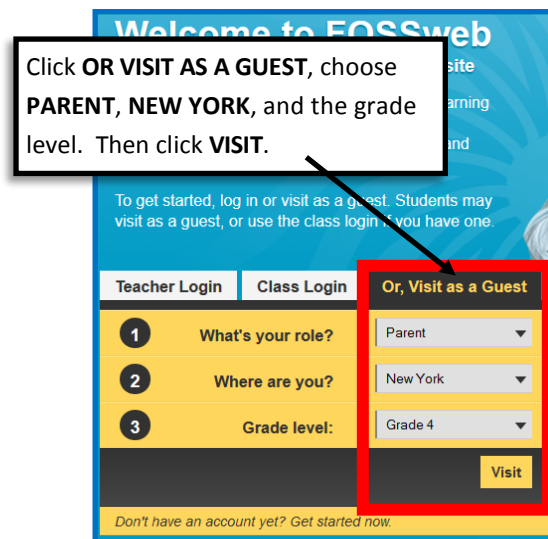 Welcome to FOSSweb
site
Click OR VISIT AS A GUEST, choose
PARENT, NEW YORK, and the grade
level. Then click VISIT.
arning
and
To get started, log in or visit as a guest. Students may
visit as a guest, or use the class login if you have one.
Teacher Login Class Login Or, Visit as a Guest
1 What's your role? Parent
2 Where are you? New York
3 Grade level: Grade 4
Visit
Don't have an account yet? Get started now.